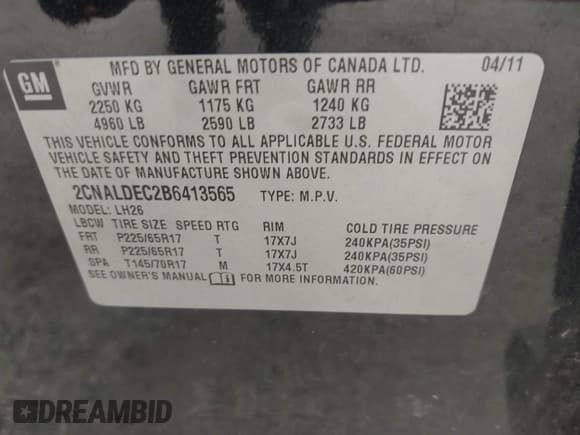 GM
MFD BY GENERAL MOTORS OF CANADA LTD. 04/11
GVWR GAWR FRT GAWR RR
2250 KG 1175 KG 1240 KG
4960 LB 2590 LB 2733 LB
THIS VEHICLE CONFORMS TO ALL APPLICABLE U.S. FEDERAL MOTOR
VEHICLE SAFETY AND THEFT PREVENTION STANDARDS IN EFFECT ON
THE DATE OF MANUFACTURE SHOWN ABOVE.
2CNALDEC2B6413565 TYPE: M.P.V.
MODEL: LH26
LBCW TIRE SIZE SPEED RTG RIM COLD TIRE PRESSURE
FRT P225/65R17 T 17X7J 240KPA(35PSI)
RR P225/65R17 T 17X7J 240KPA(35PSI)
SPA T145/70R17 M 17X4.5T 420KPA(60PSI)
SEE OWNER'S MANUAL FOR MORE INFORMATION.
DREAMBID